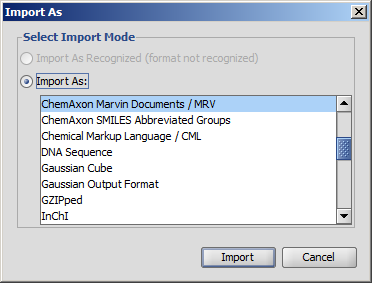 Import As
Select Import Mode
Import As Recognized (format not recognized)
Import As:
ChemAxon Marvin Documents / MRV
ChemAxon SMILES Abbreviated Groups
Chemical Markup Language / CML
DNA Sequence
Gaussian Cube
Gaussian Output Format
GZIPped
InChI
Import Cancel